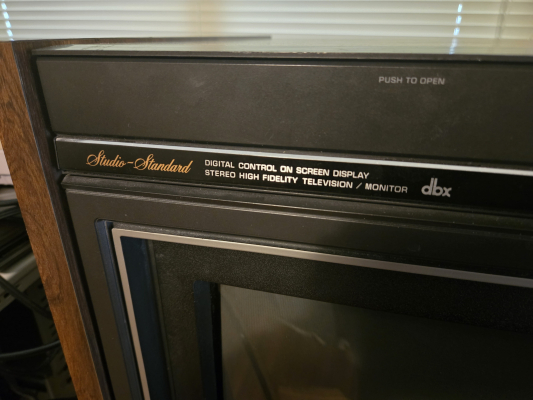 PUSH TO OPEN
Studio-Standard
DIGITAL CONTROL ON SCREEN DISPLAY
STEREO HIGH FIDELITY TELEVISION / MONITOR
dbx